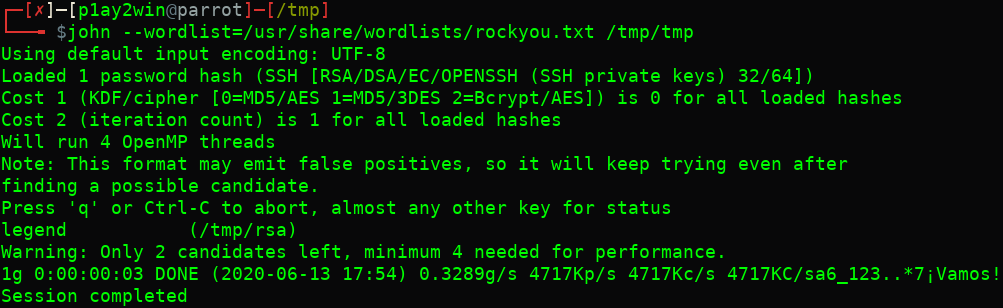 ┌─[✗]─[p1ay2win@parrot]─[/tmp]
└──╼ $john --wordlist=/usr/share/wordlists/rockyou.txt /tmp/tmp
Using default input encoding: UTF-8
Loaded 1 password hash (SSH [RSA/DSA/EC/OPENSSH (SSH private keys) 32/64])
Cost 1 (KDF/cipher [0=MD5/AES 1=MD5/3DES 2=Bcrypt/AES]) is 0 for all loaded hashes
Cost 2 (iteration count) is 1 for all loaded hashes
Will run 4 OpenMP threads
Note: This format may emit false positives, so it will keep trying even after
finding a possible candidate.
Press 'q' or Ctrl-C to abort, almost any other key for status
legend           (/tmp/rsa)
Warning: Only 2 candidates left, minimum 4 needed for performance.
1g 0:00:00:03 DONE (2020-06-13 17:54) 0.3289g/s 4717Kp/s 4717Kc/s 4717KC/sa6_123..*7¡Vamos!
Session completed